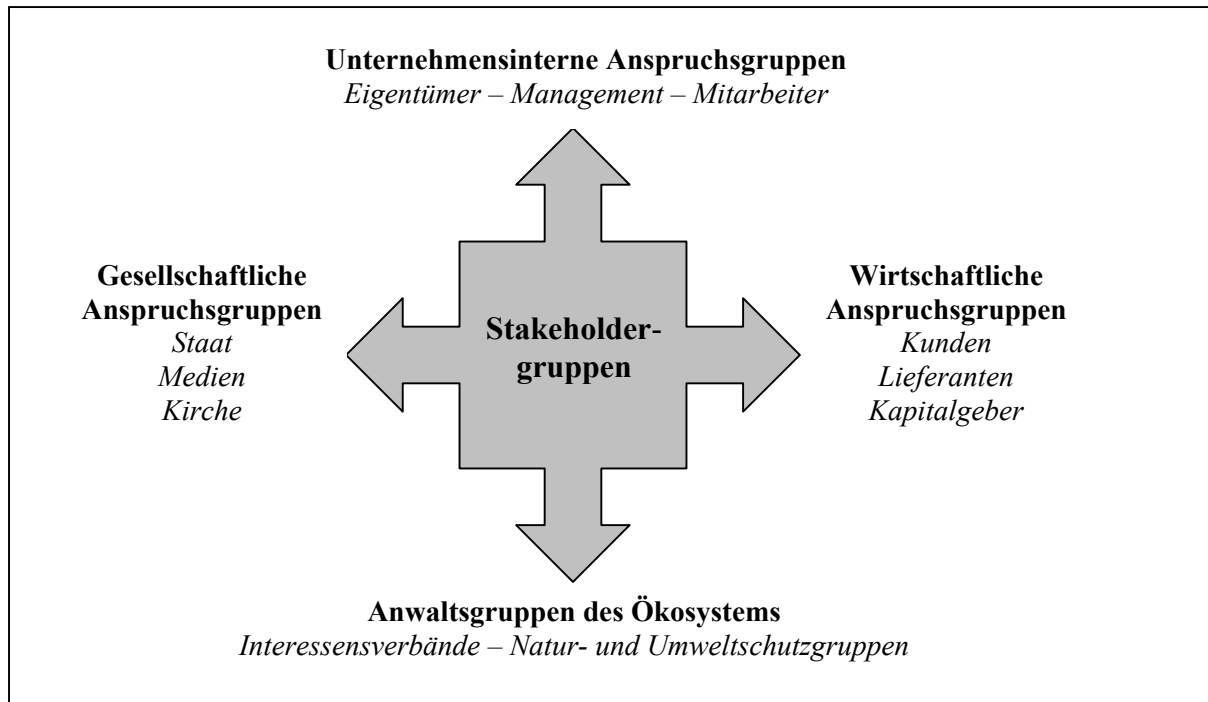 Unternehmensinterne Anspruchsgruppen
Eigentümer – Management – Mitarbeiter
Gesellschaftliche
Anspruchsgruppen
Staat
Medien
Kirche
Stakeholder-
gruppen
Wirtschaftliche
Anspruchsgruppen
Kunden
Lieferanten
Kapitalgeber
Anwaltsgruppen des Ökosystems
Interessensverbände – Natur- und Umweltschutzgruppen